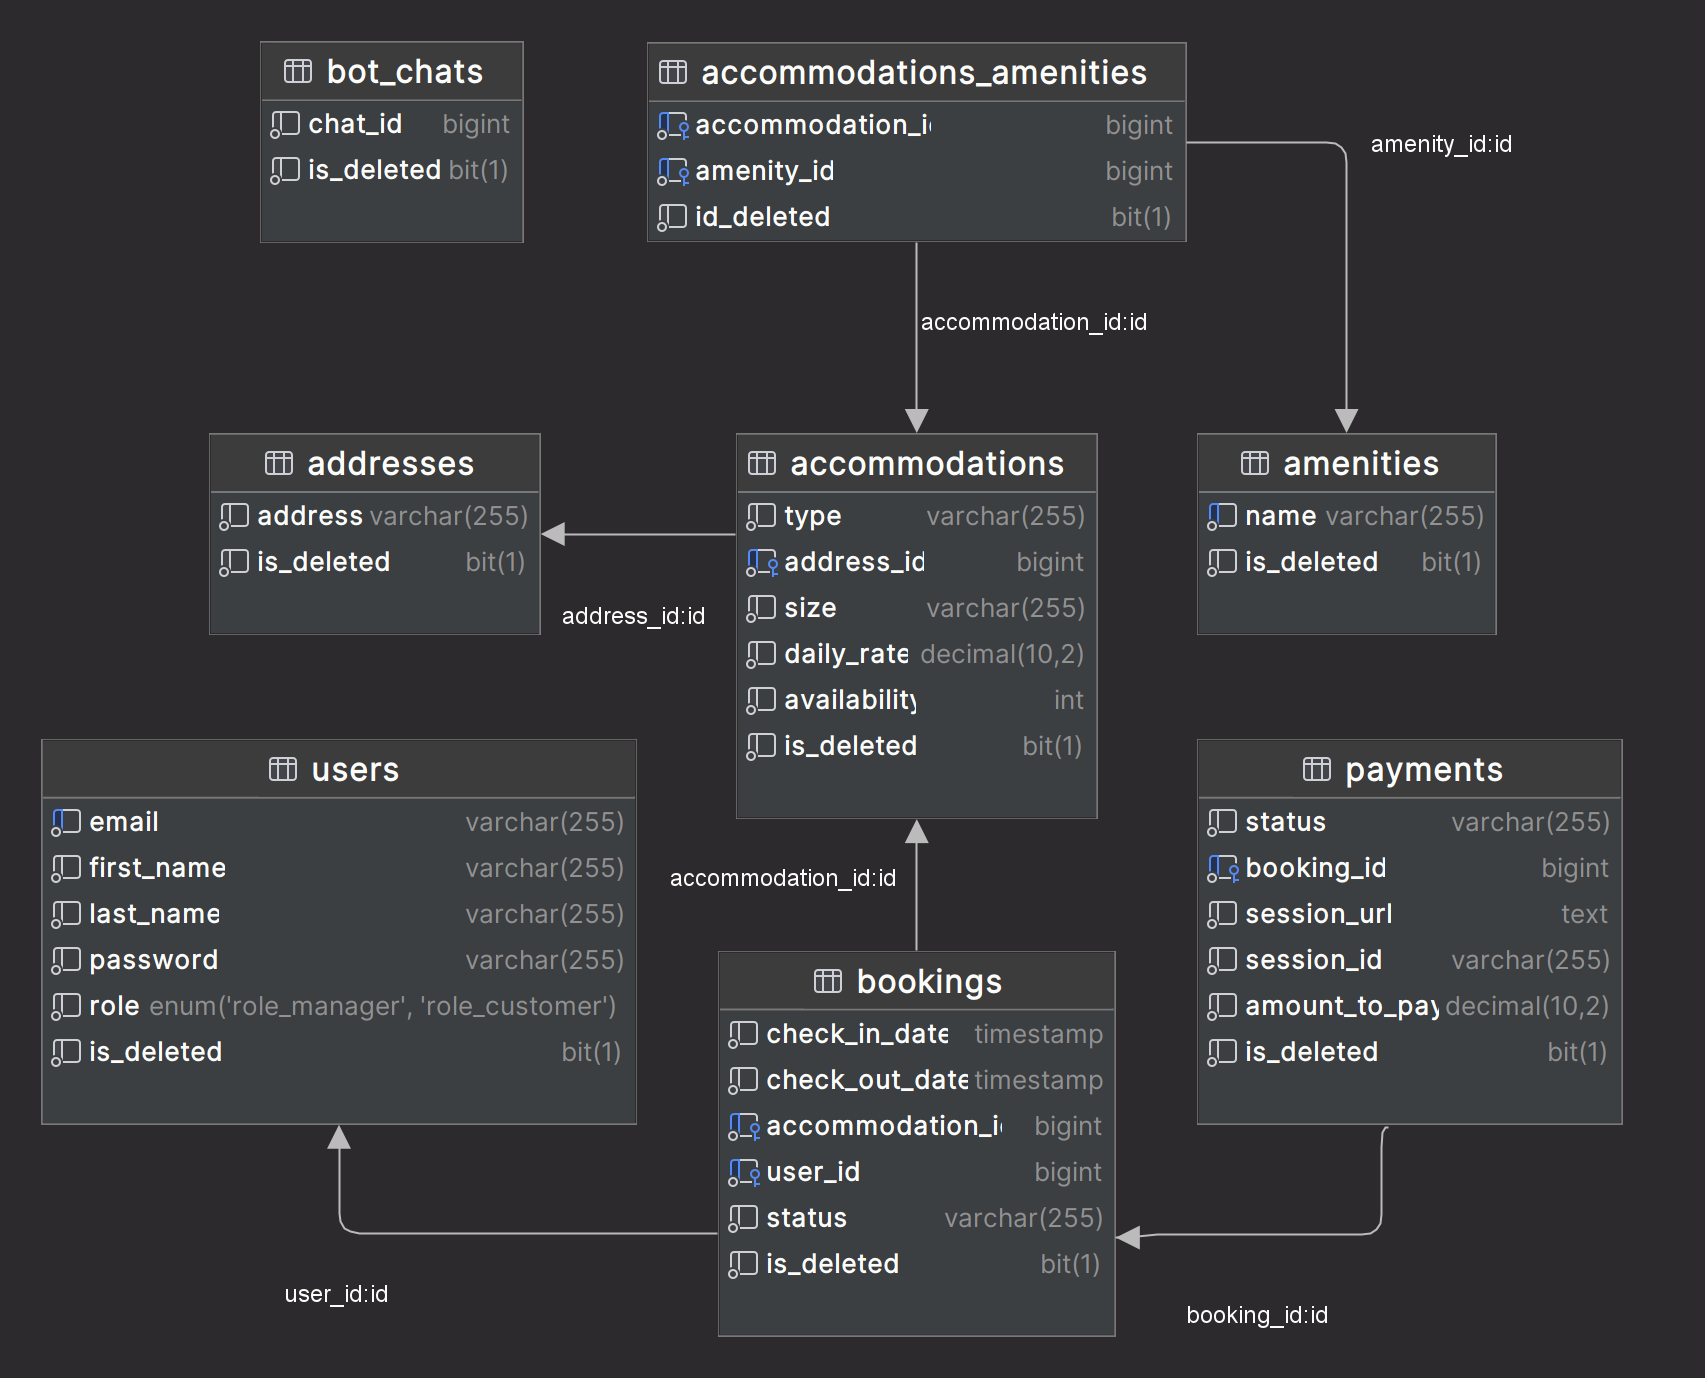 bot_chats
chat_id bigint
is_deleted bit(1)
accommodations_amenities
accommodation_i bigint
amenity_id bigint
id_deleted bit(1)
amenity_id:id
accommodation_id:id
addresses
address varchar(255)
is_deleted bit(1)
address_id:id
accommodations
type varchar(255)
address_id bigint
size varchar(255)
daily_rate decimal(10,2)
availability int
is_deleted bit(1)
amenities
name varchar(255)
is_deleted bit(1)
users
email varchar(255)
first_name varchar(255)
last_name varchar(255)
password varchar(255)
role enum('role_manager', 'role_customer')
is_deleted bit(1)
accommodation_id:id
payments
status varchar(255)
booking_id bigint
session_url text
session_id varchar(255)
amount_to_pay decimal(10,2)
is_deleted bit(1)
bookings
check_in_date timestamp
check_out_date timestamp
accommodation_i bigint
user_id bigint
status varchar(255)
is_deleted bit(1)
user_id:id
booking_id:id